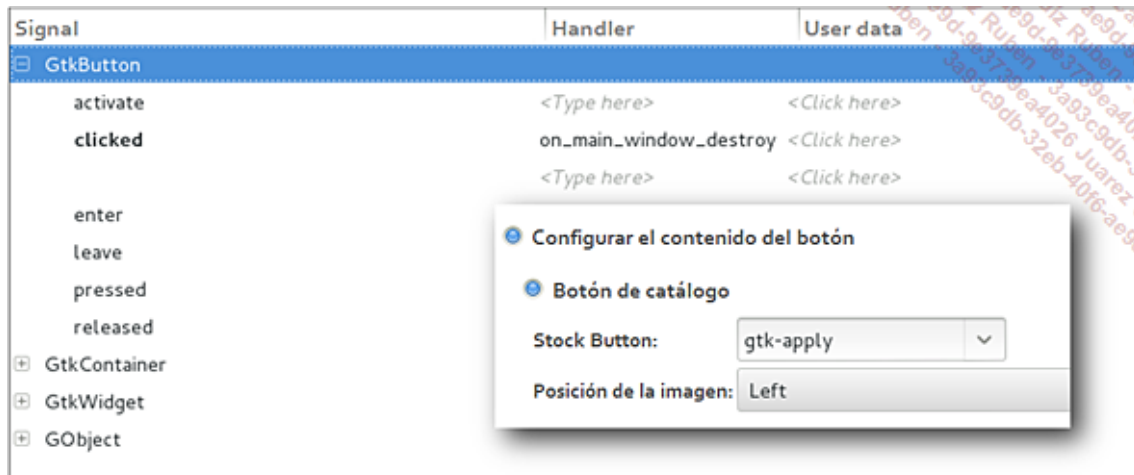 Signal Handler User data
GtkButton
activate <Type here> <Click here>
clicked on_main_window_destroy <Click here>
<Type here> <Click here>
enter
leave
pressed
released
GtkContainer
GtkWidget
GObject
Configurar el contenido del botón
Botón de catálogo
Stock Button: gtk-apply
Posición de la imagen: Left